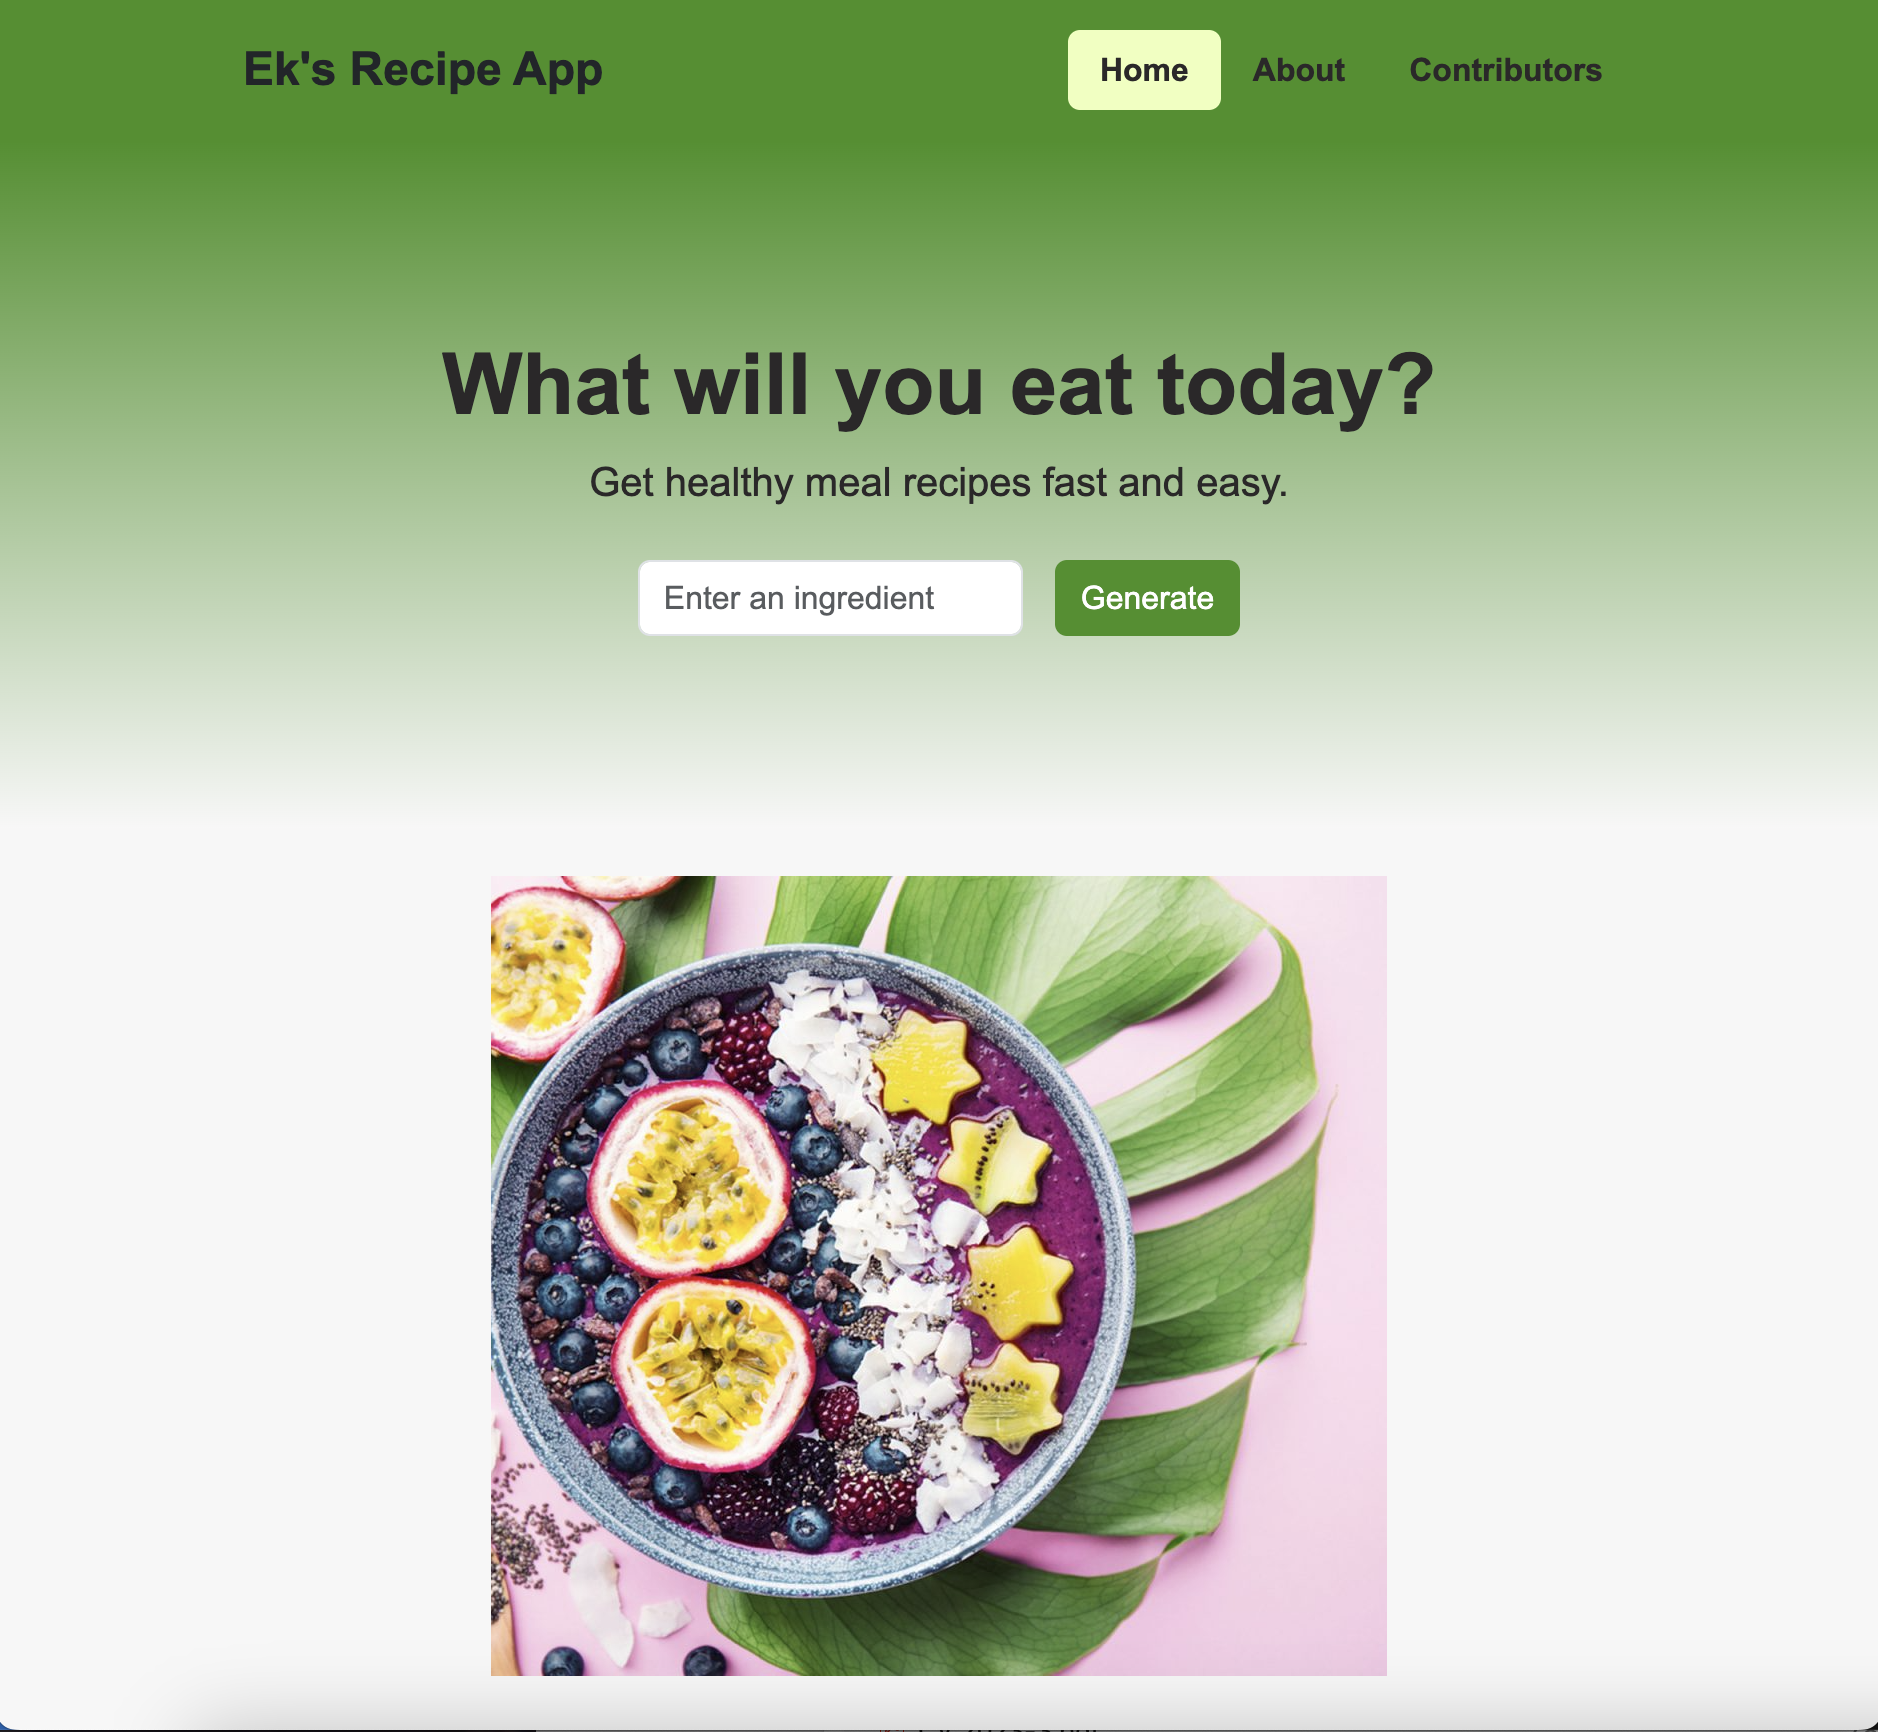 Ek's Recipe App
Home About Contributors
What will you eat today?
Get healthy meal recipes fast and easy.
Enter an ingredient Generate